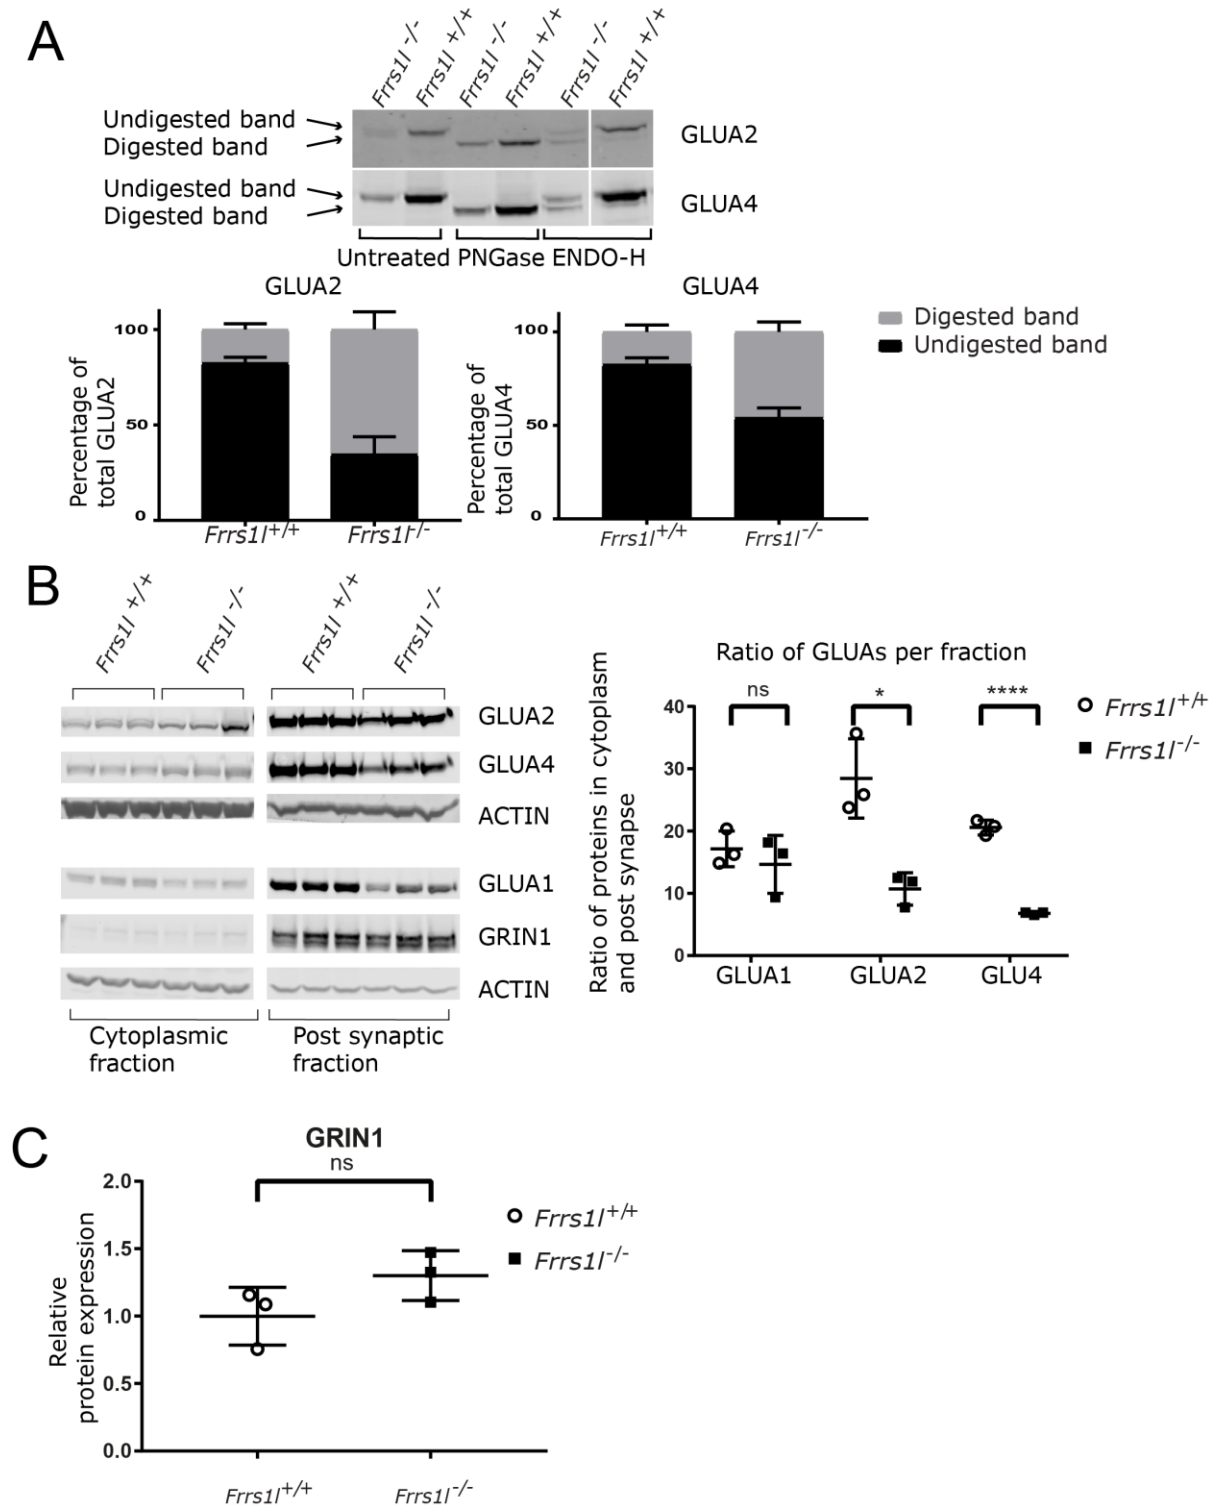 A
Frrs1l -/-
Frrs1l +/+
Frrs1l -/-
Frrs1l +/+
Frrs1l -/-
Frrs1l +/+
Undigested band
Digested band
GLUA2
Undigested band
Digested band
GLUA4
Untreated PNGase ENDO-H
GLUA2
Percentage of
total GLUA2
100
50
0
Frrs1l+/+
Frrs1l-/-
GLUA4
Percentage of
total GLUA4
100
50
0
Frrs1l+/+
Frrs1l-/-
Digested band
Undigested band
B
Frrs1l +/+
Frrs1l -/-
Frrs1l +/+
Frrs1l -/-
GLUA2
GLUA4
ACTIN
GLUA1
GRIN1
ACTIN
Cytoplasmic
fraction
Post synaptic
fraction
Ratio of GLUAs per fraction
Ratio of proteins in cytoplasm
and post synapse
ns
*
****
40
30
20
10
0
GLUA1
GLUA2
GLU4
Frrs1l+/+
Frrs1l-/-
C
GRIN1
ns
Relative
protein expression
2.0
1.5
1.0
0.5
0.0
Frrs1l+/+
Frrs1l-/-
Frrs1l+/+
Frrs1l-/-